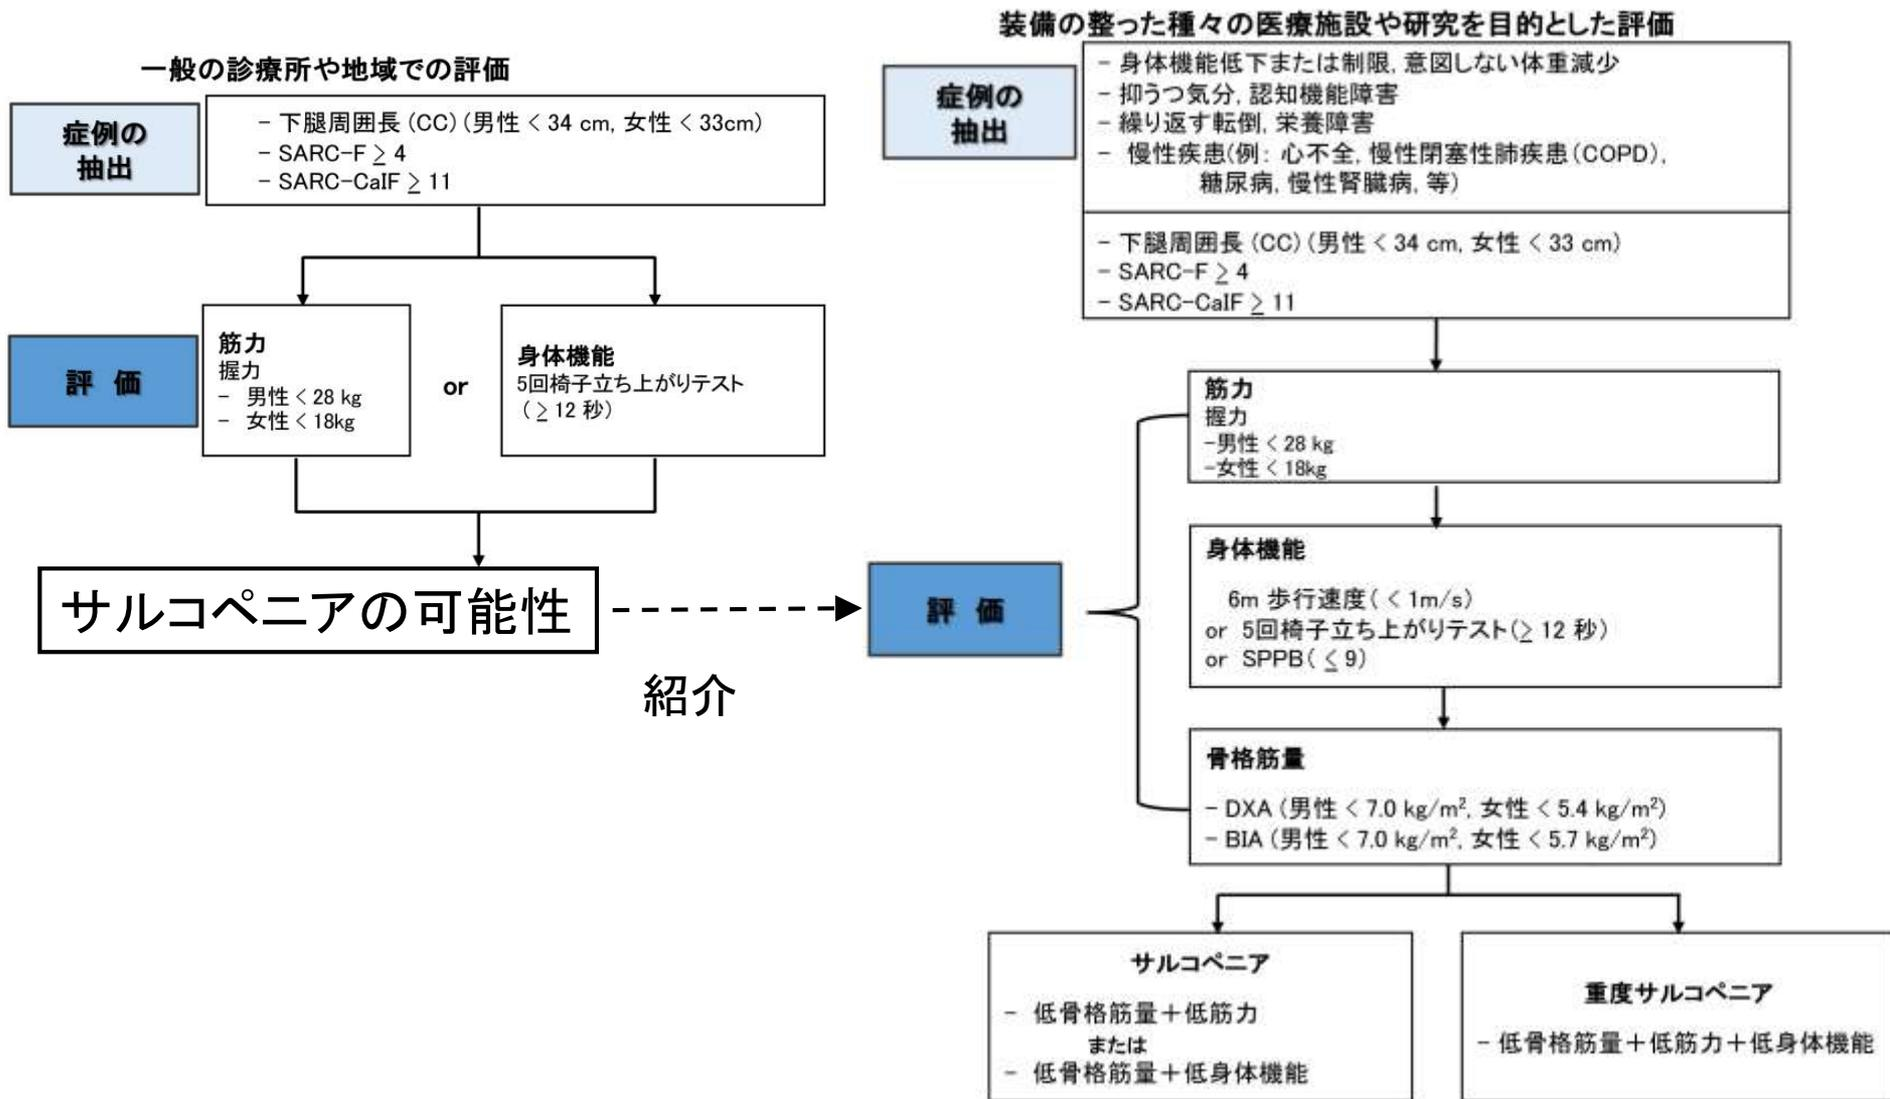 一般の診療所や地域での評価
症例の
抽出
- 下腿周囲長 (CC) (男性 < 34 cm, 女性 < 33cm)
- SARC-F ≥ 4
- SARC-CalF ≥ 11
評 価
筋力
握力
- 男性 < 28 kg
- 女性 < 18kg
or
身体機能
5回椅子立ち上がりテスト
( ≥ 12 秒)
サルコペニアの可能性
紹介
装備の整った種々の医療施設や研究を目的とした評価
症例の
抽出
- 身体機能低下または制限, 意図しない体重減少
- 抑うつ気分, 認知機能障害
- 繰り返す転倒, 栄養障害
- 慢性疾患(例: 心不全, 慢性閉塞性肺疾患(COPD),
糖尿病, 慢性腎臓病, 等)
- 下腿周囲長 (CC) (男性 < 34 cm, 女性 < 33 cm)
- SARC-F ≥ 4
- SARC-CalF ≥ 11
評 価
筋力
握力
-男性 < 28 kg
-女性 < 18kg
身体機能
6m 歩行速度( < 1m/s)
or 5回椅子立ち上がりテスト(≥ 12 秒)
or SPPB( ≤ 9)
骨格筋量
- DXA (男性 < 7.0 kg/m², 女性 < 5.4 kg/m²)
- BIA (男性 < 7.0 kg/m², 女性 < 5.7 kg/m²)
サルコペニア
- 低骨格筋量+低筋力
または
- 低骨格筋量+低身体機能
重度サルコペニア
- 低骨格筋量+低筋力+低身体機能